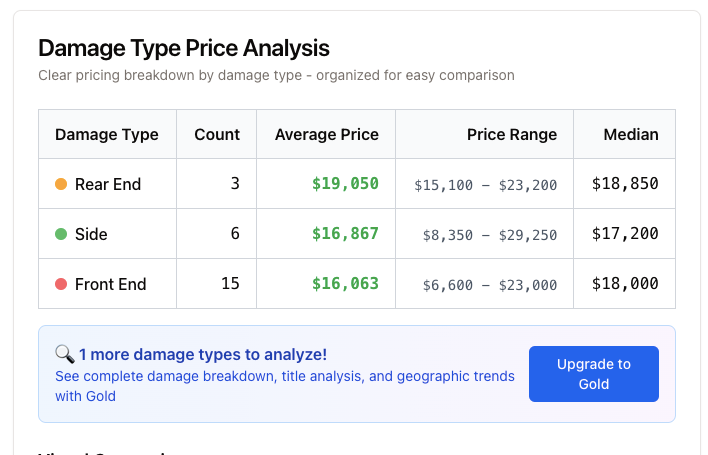 Damage Type Price Analysis
Clear pricing breakdown by damage type - organized for easy comparison
Damage Type Count Average Price Price Range Median
Rear End 3 $19,050 $15,100 – $23,200 $18,850
Side 6 $16,867 $8,350 – $29,250 $17,200
Front End 15 $16,063 $6,600 – $23,000 $18,000
1 more damage types to analyze!
See complete damage breakdown, title analysis, and geographic trends
with Gold
Upgrade to
Gold